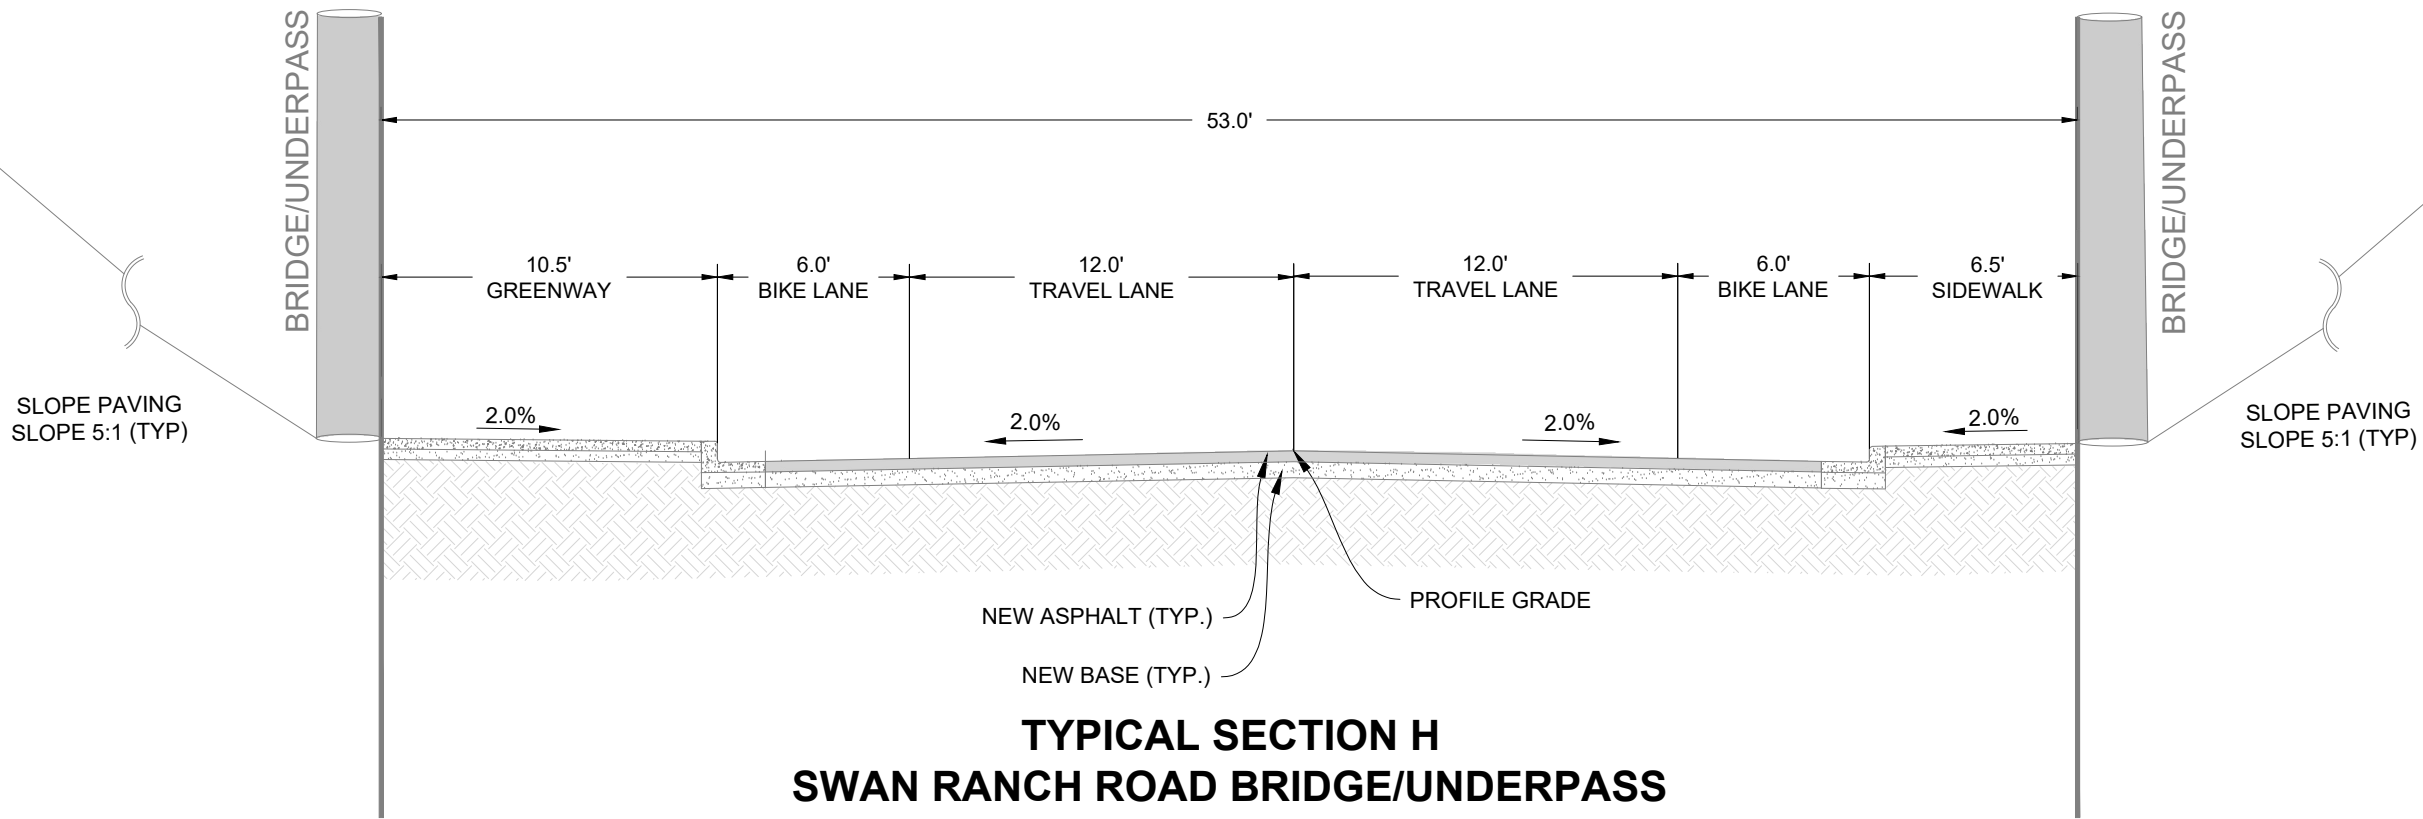 BRIDGE/UNDERPASS
BRIDGE/UNDERPASS
53.0'
10.5'
GREENWAY
6.0'
BIKE LANE
12.0'
TRAVEL LANE
12.0'
TRAVEL LANE
6.0'
BIKE LANE
6.5'
SIDEWALK
SLOPE PAVING
SLOPE 5:1 (TYP)
2.0%
2.0%
2.0%
2.0%
SLOPE PAVING
SLOPE 5:1 (TYP)
NEW ASPHALT (TYP.)
PROFILE GRADE
NEW BASE (TYP.)
TYPICAL SECTION H
SWAN RANCH ROAD BRIDGE/UNDERPASS